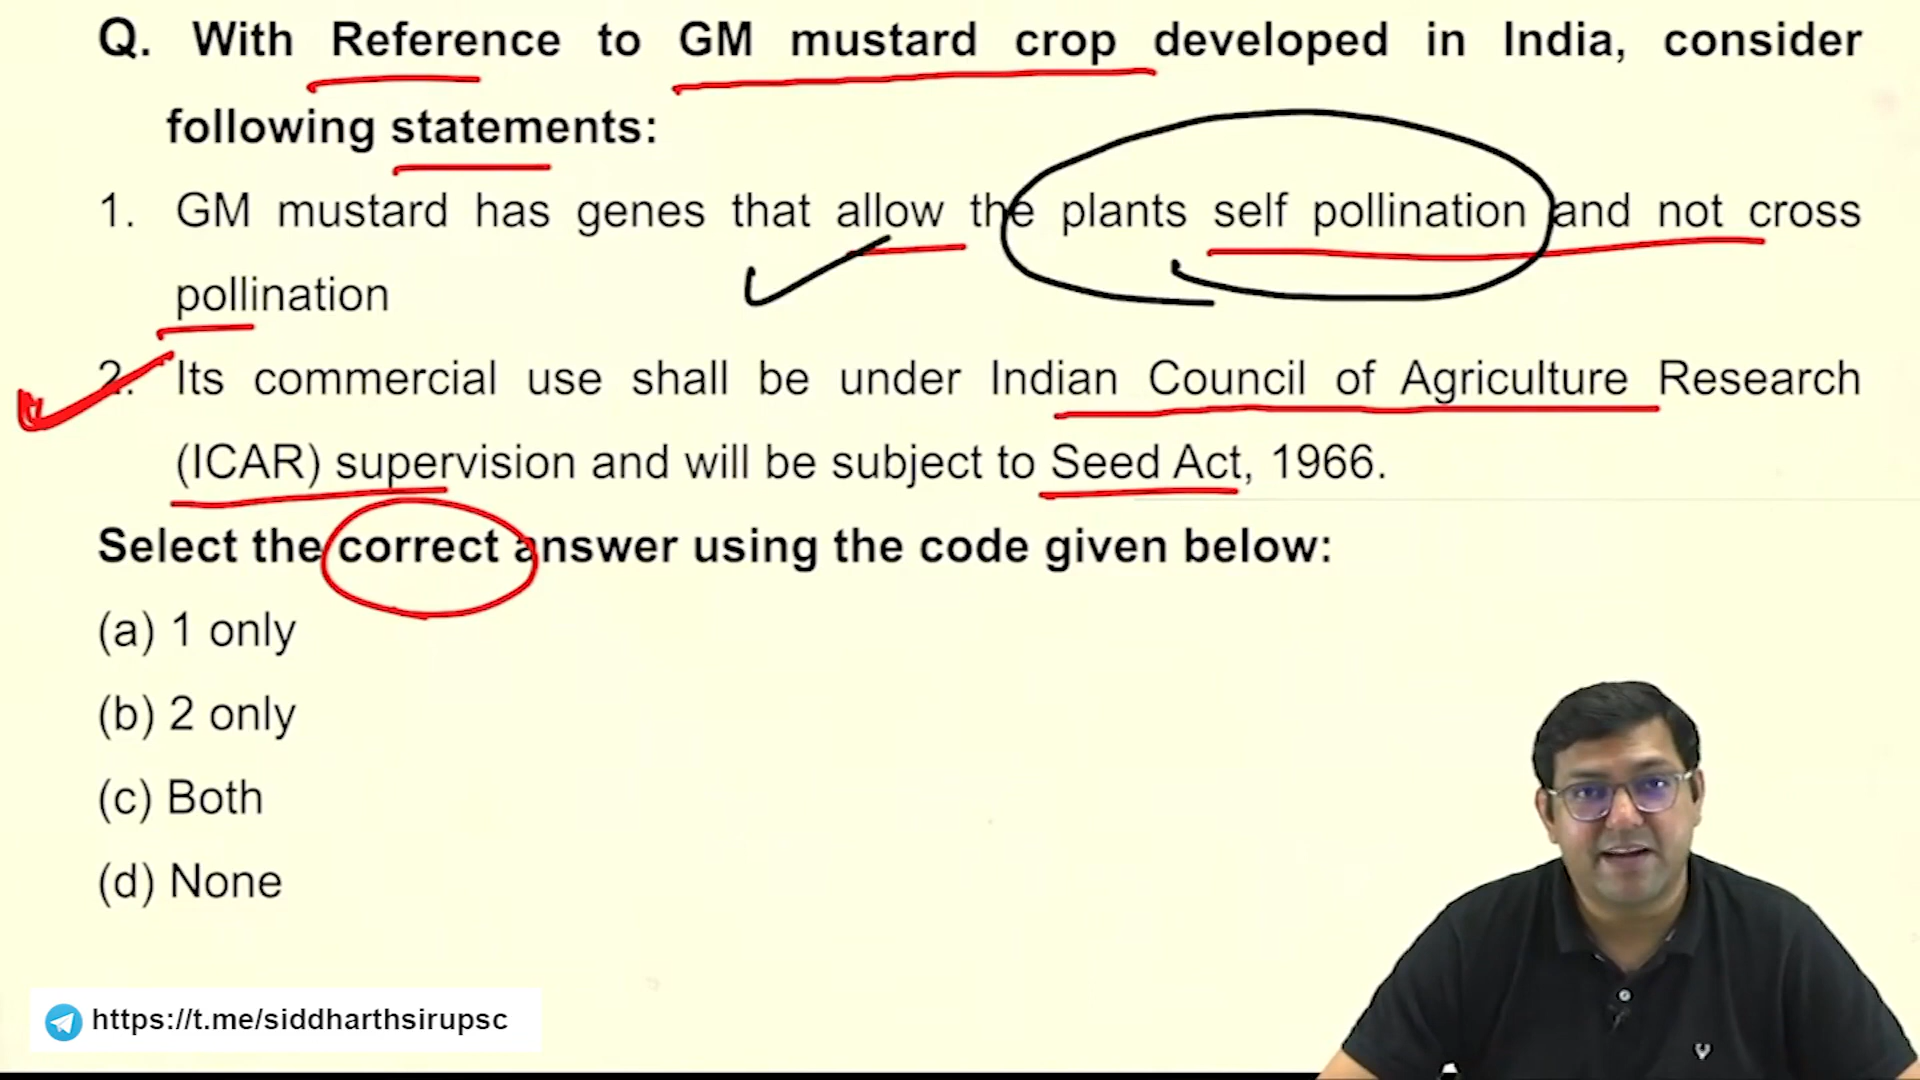 Q. With Reference to GM mustard crop developed in India, consider
following statements:
1. GM mustard has genes that allow the plants self pollination and not cross
pollination
2. Its commercial use shall be under Indian Council of Agriculture Research
(ICAR) supervision and will be subject to Seed Act, 1966.
Select the correct answer using the code given below:
(a) 1 only
(b) 2 only
(c) Both
(d) None
https://t.me/siddharthsirupsc